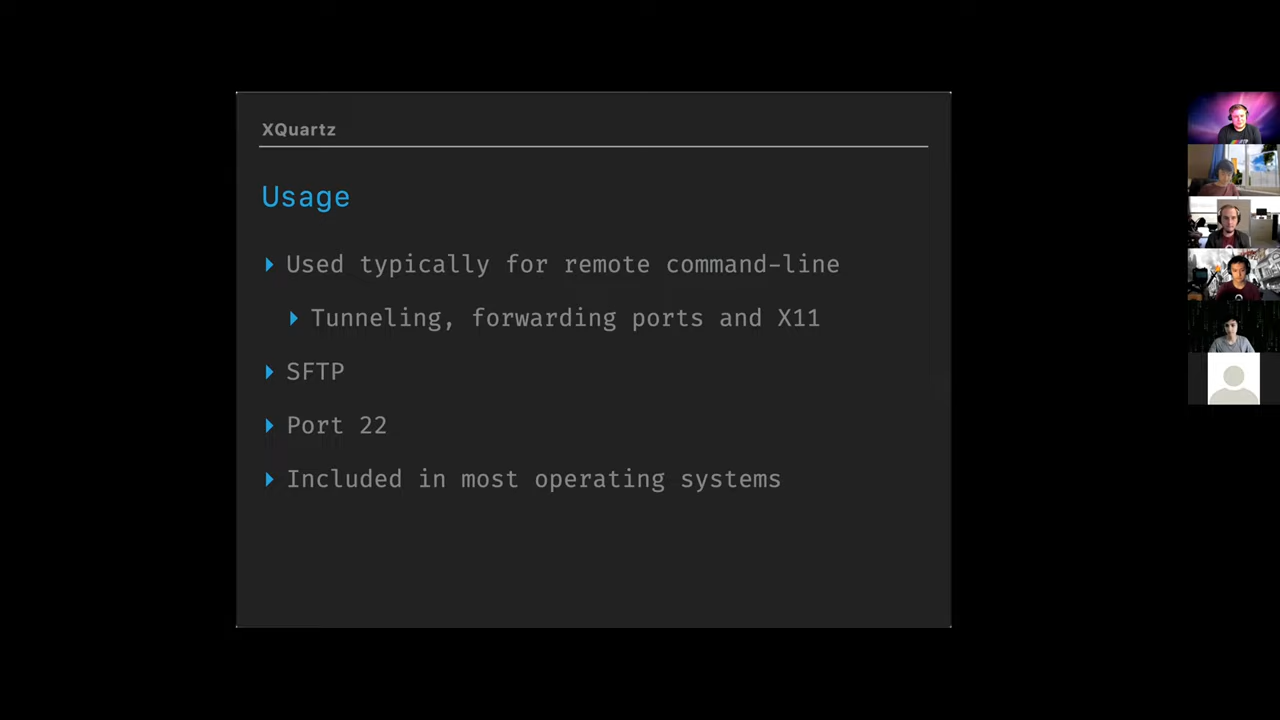 XQuartz
Usage
Used typically for remote command-line
Tunneling, forwarding ports and X11
SFTP
Port 22
Included in most operating systems